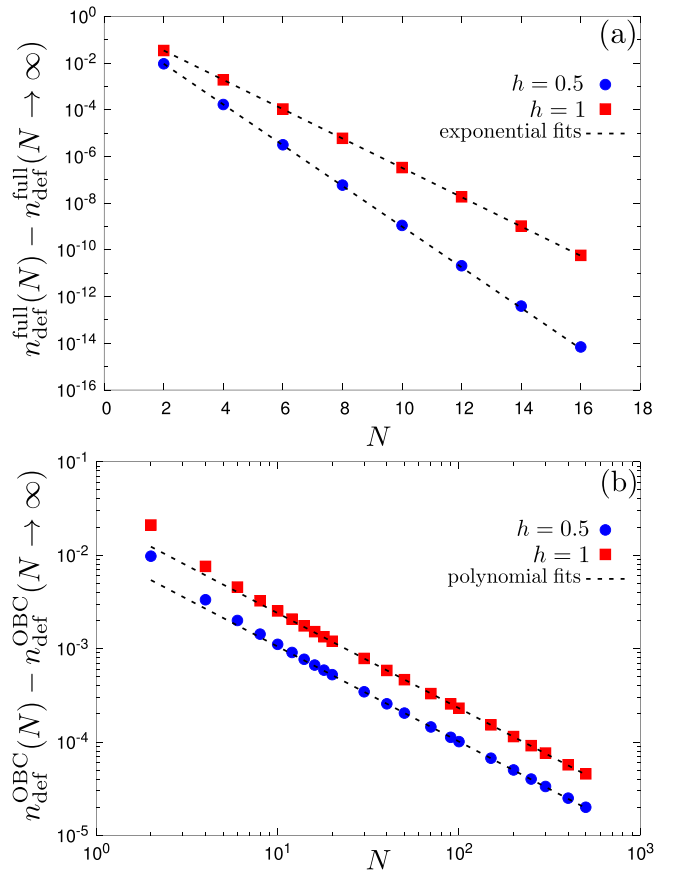 (a)
n_def^full(N) − n_def^full(N → ∞)
10^0
10^-2
10^-4
10^-6
10^-8
10^-10
10^-12
10^-14
10^-16
h = 0.5
h = 1
exponential fits
0 2 4 6 8 10 12 14 16 18
N
(b)
n_def^OBC(N) − n_def^OBC(N → ∞)
10^-1
10^-2
10^-3
10^-4
10^-5
h = 0.5
h = 1
polynomial fits
10^0 10^1 10^2 10^3
N